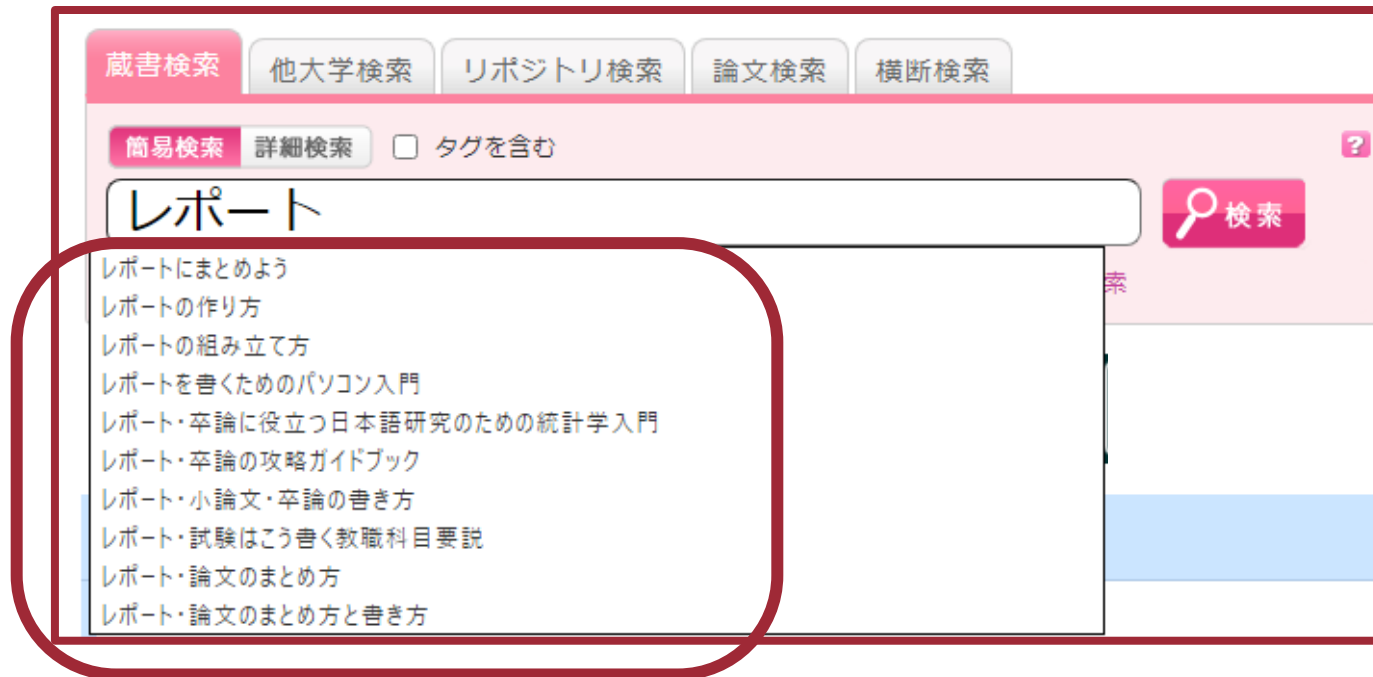 蔵書検索 他大学検索 リポジトリ検索 論文検索 横断検索
簡易検索 詳細検索 タグを含む ?
レポート 検索
レポートにまとめよう
索
レポートの作り方
レポートの組み立て方
レポートを書くためのパソコン入門
レポート・卒論に役立つ日本語研究のための統計学入門
レポート・卒論の攻略ガイドブック
レポート・小論文・卒論の書き方
レポート・試験はこう書く教職科目要説
レポート・論文のまとめ方
レポート・論文のまとめ方と書き方